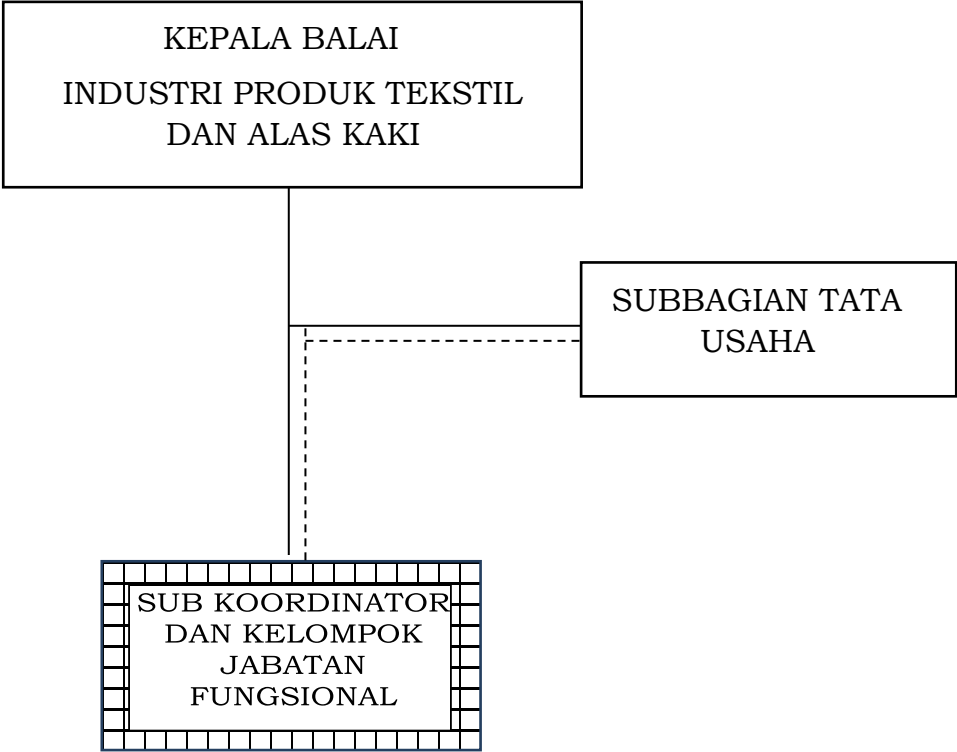 KEPALA BALAI
INDUSTRI PRODUK TEKSTIL
DAN ALAS KAKI
SUBBAGIAN TATA
USAHA
SUB KOORDINATOR
DAN KELOMPOK
JABATAN
FUNGSIONAL